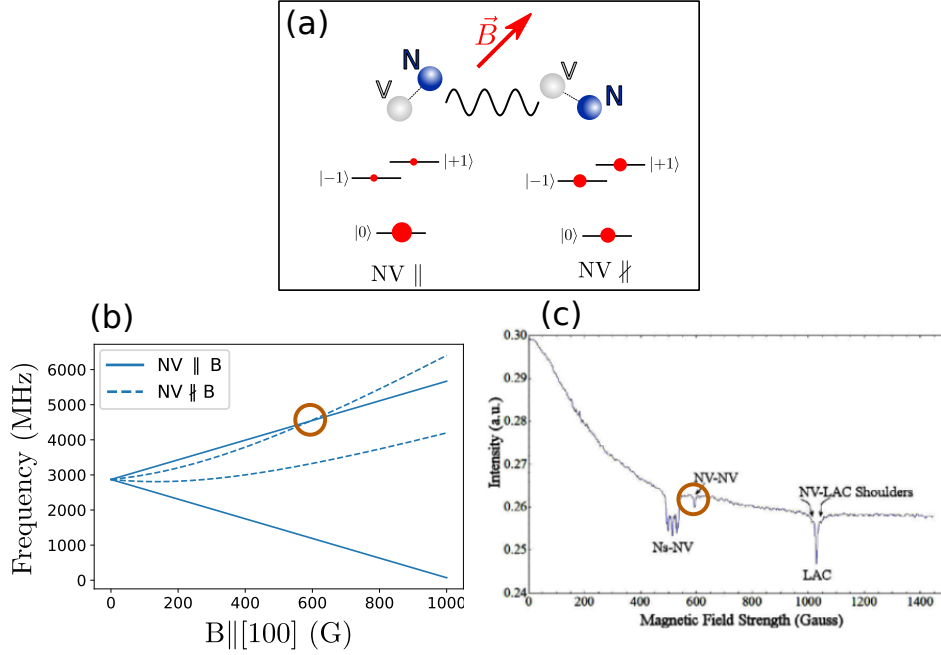 (a)
B⃗
N
V
V
N
|+1⟩
|−1⟩
|0⟩
NV ∥
|+1⟩
|−1⟩
|0⟩
NV ∦
(b)
NV ∥ B
NV ∦ B
Frequency (MHz)
6000
5000
4000
3000
2000
1000
0
0 200 400 600 800 1000
B∥[100] (G)
(c)
Intensity (a.u.)
0.30
0.30
0.28
0.26
0.25
0.24
NV-NV
NV-LAC Shoulders
Ns-NV
LAC
0 200 400 600 800 1000 1200 1400
Magnetic Field Strength (Gauss)